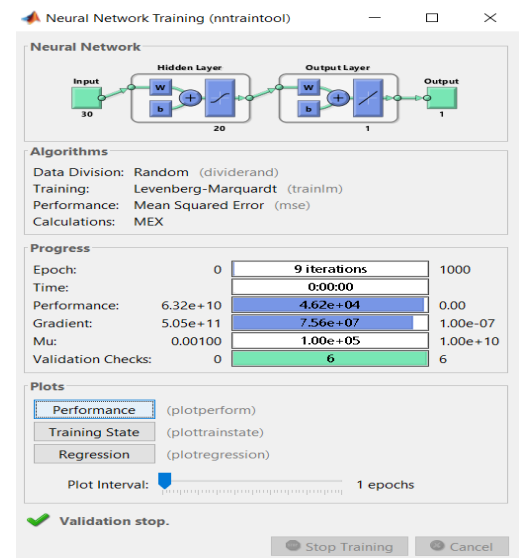 Neural Network Training (nntraintool)
Neural Network
Hidden Layer Output Layer
Input W W Output
b b
30 20 1 1
Algorithms
Data Division: Random (dividerand)
Training: Levenberg-Marquardt (trainlm)
Performance: Mean Squared Error (mse)
Calculations: MEX
Progress
Epoch: 0 9 iterations 1000
Time: 0:00:00
Performance: 6.32e+10 4.62e+04 0.00
Gradient: 5.05e+11 7.56e+07 1.00e-07
Mu: 0.00100 1.00e+05 1.00e+10
Validation Checks: 0 6 6
Plots
Performance (plotperform)
Training State (plottrainstate)
Regression (plotregression)
Plot Interval: 1 epochs
Validation stop.
Stop Training Cancel